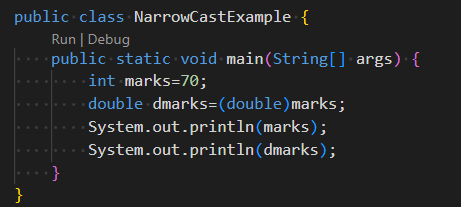 public class NarrowCastExample {
Run | Debug
public static void main(String[] args) {
int marks=70;
double dmarks=(double)marks;
System.out.println(marks);
System.out.println(dmarks);
}
}